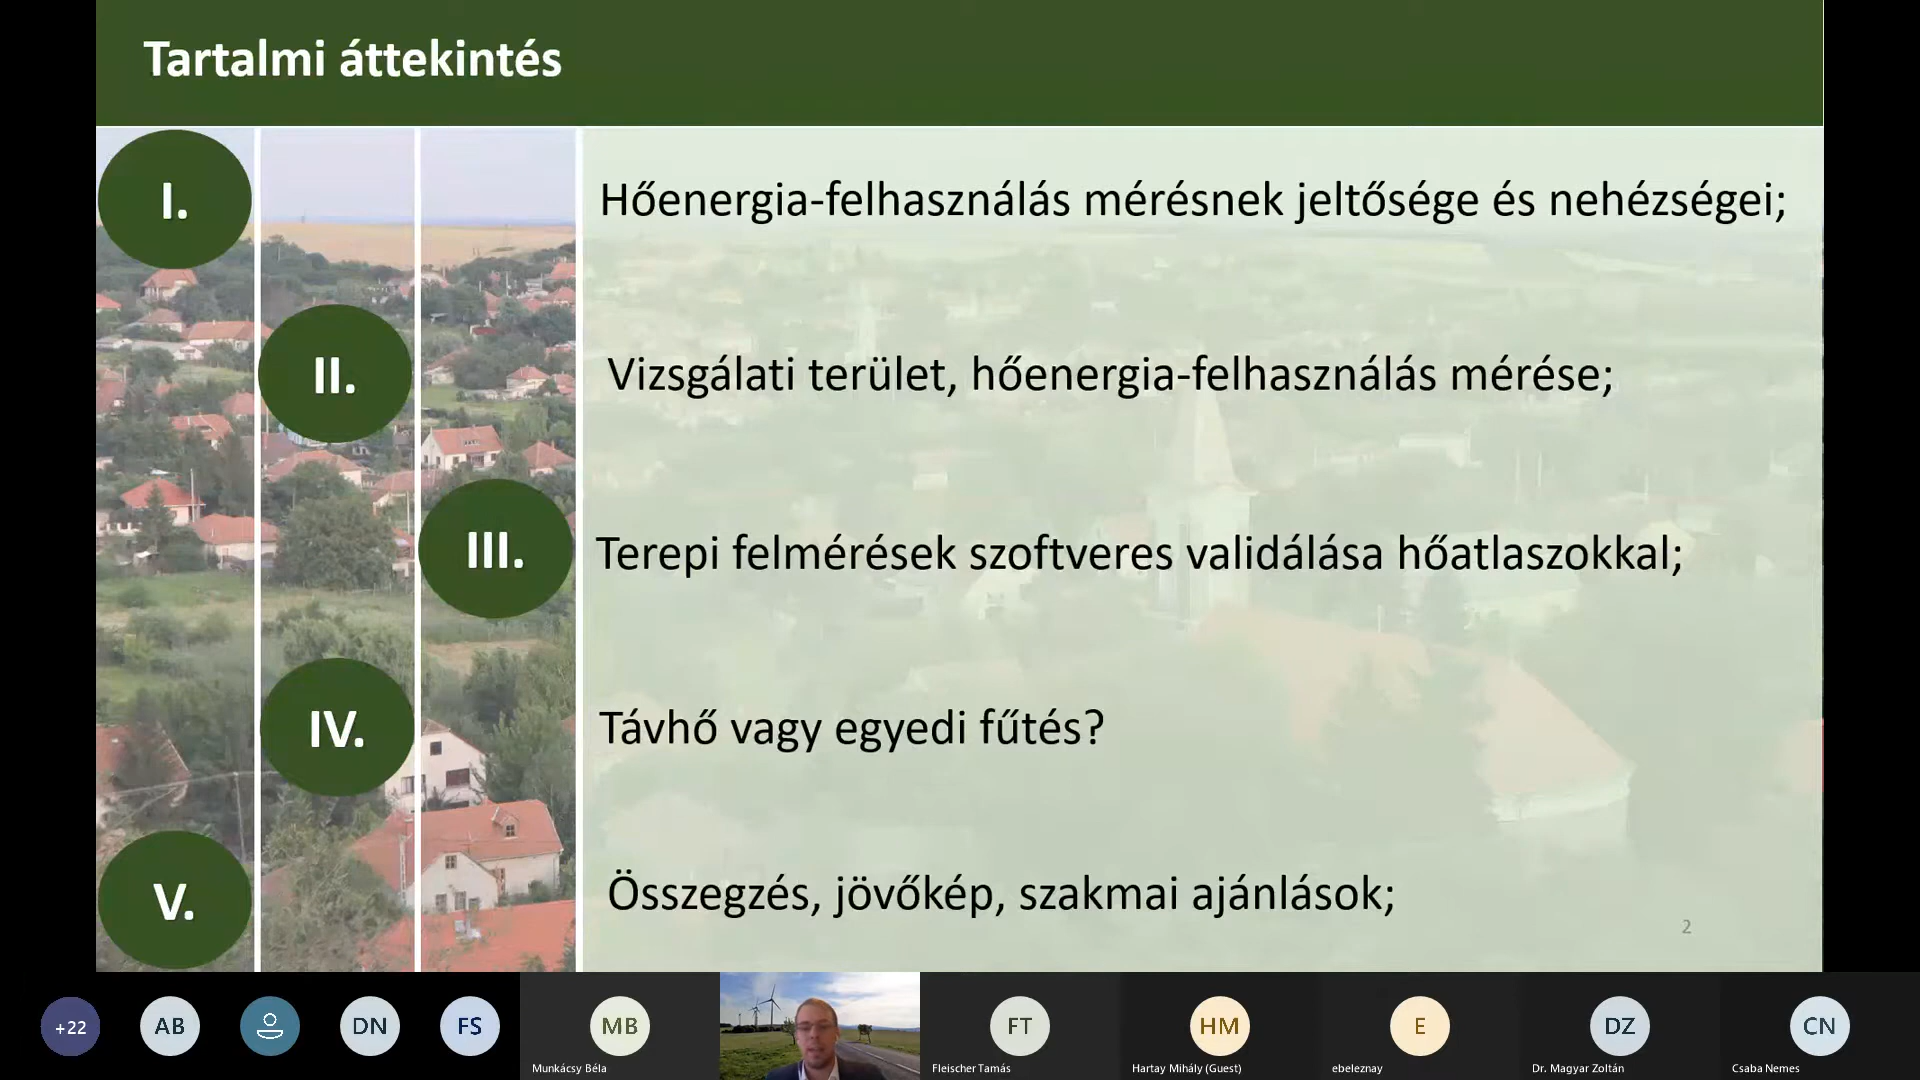 Tartalmi áttekintés
I.
Hőenergia-felhasználás mérésnek jeltősége és nehézségei;
II.
Vizsgálati terület, hőenergia-felhasználás mérése;
III.
Terepi felmérések szoftveres validálása hőatlaszokkal;
IV.
Távhő vagy egyedi fűtés?
V.
Összegzés, jövőkép, szakmai ajánlások;
2
+22
AB
DN
FS
MB
Munkácsy Béla
FT
Fleischer Tamás
HM
Hartay Mihály (Guest)
E
ebeleznay
DZ
Dr. Magyar Zoltán
CN
Csaba Nemes